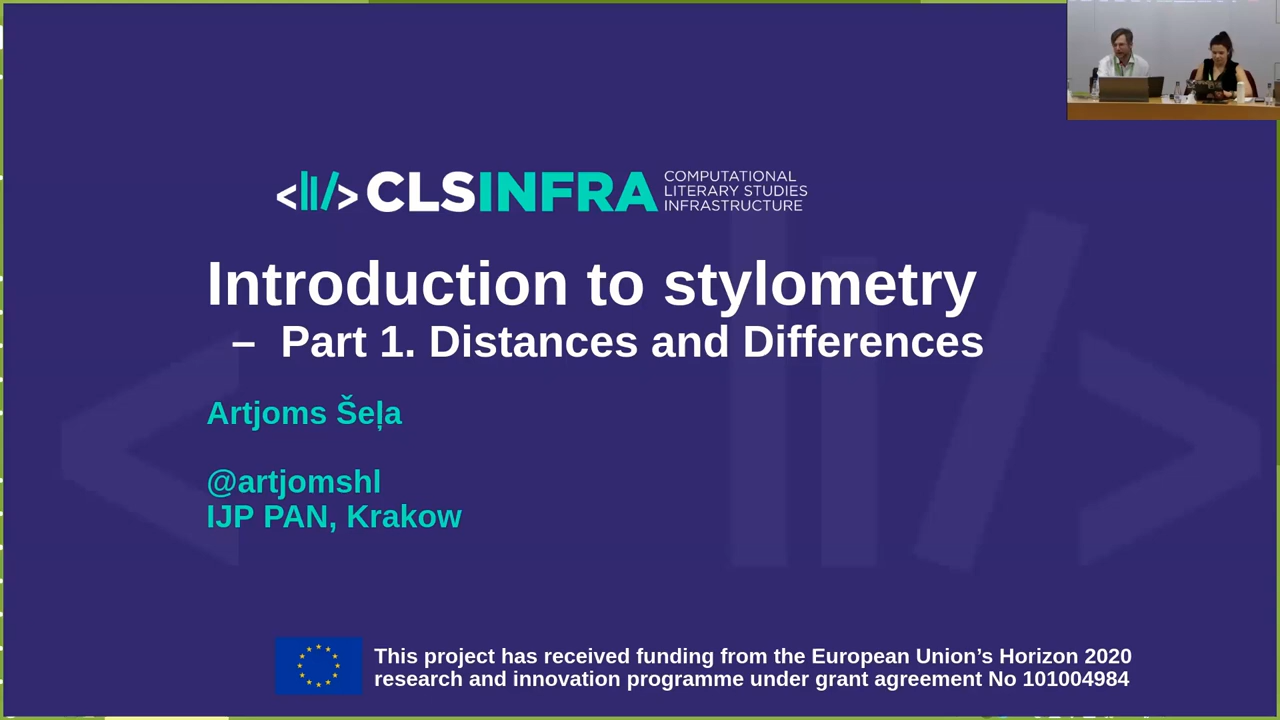 CLSINFRA
COMPUTATIONAL
LITERARY STUDIES
INFRASTRUCTURE
Introduction to stylometry
– Part 1. Distances and Differences
Artjoms Šeļa
@artjomshl
IJP PAN, Krakow
This project has received funding from the European Union’s Horizon 2020
research and innovation programme under grant agreement No 101004984